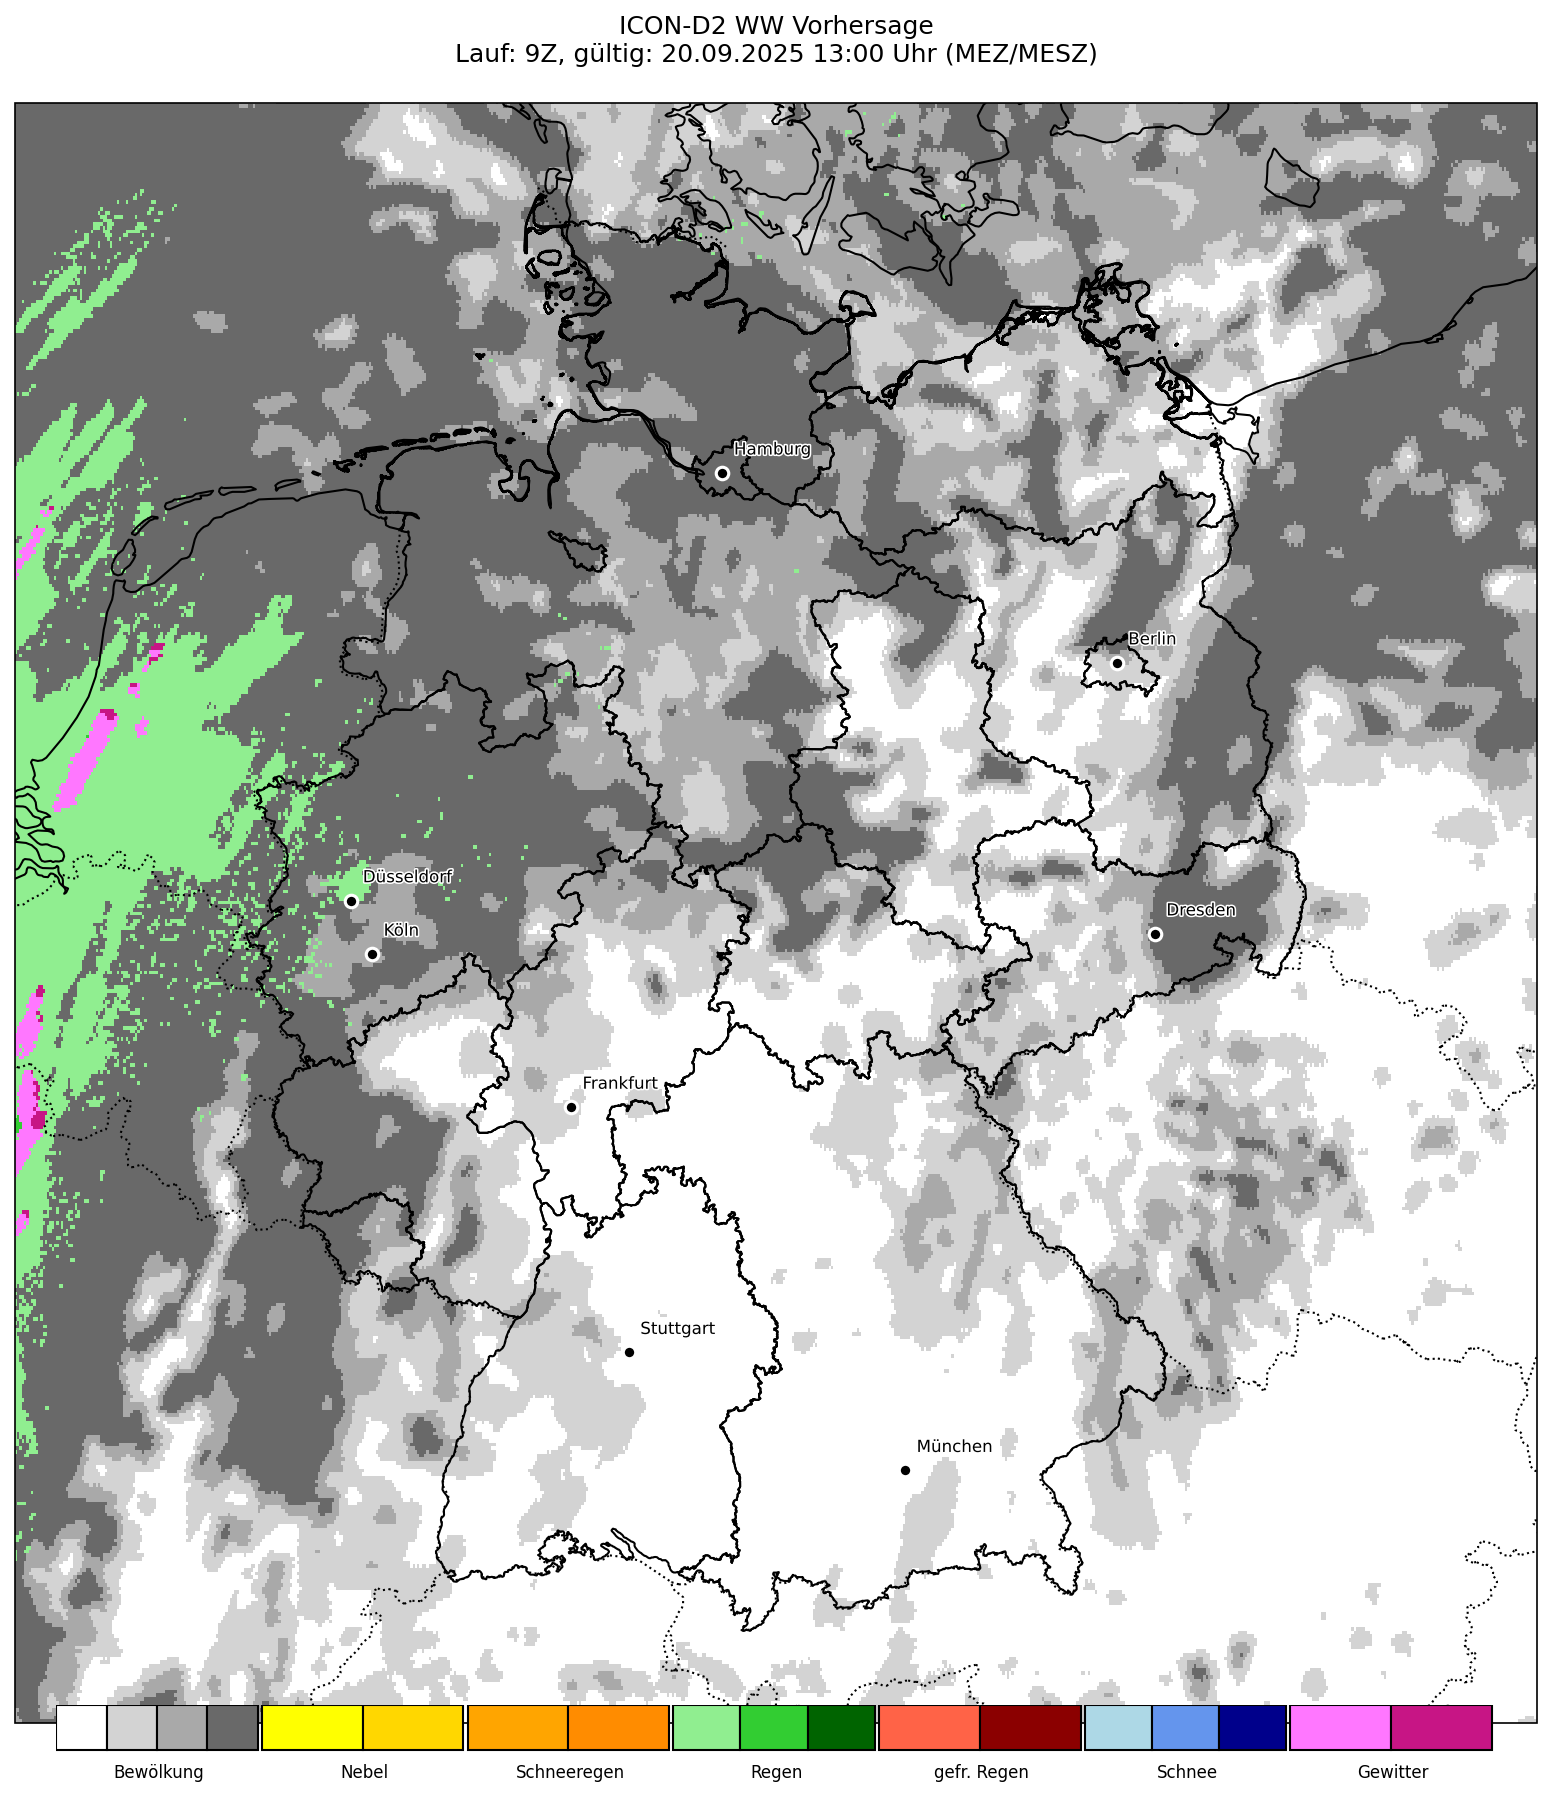 ICON-D2 WW Vorhersage
Lauf: 9Z, gültig: 20.09.2025 13:00 Uhr (MEZ/MESZ)
Hamburg
Berlin
Düsseldorf
Dresden
Köln
Frankfurt
Stuttgart
München
Bewölkung
Nebel
Schneeregen
Regen
gefr. Regen
Schnee
Gewitter